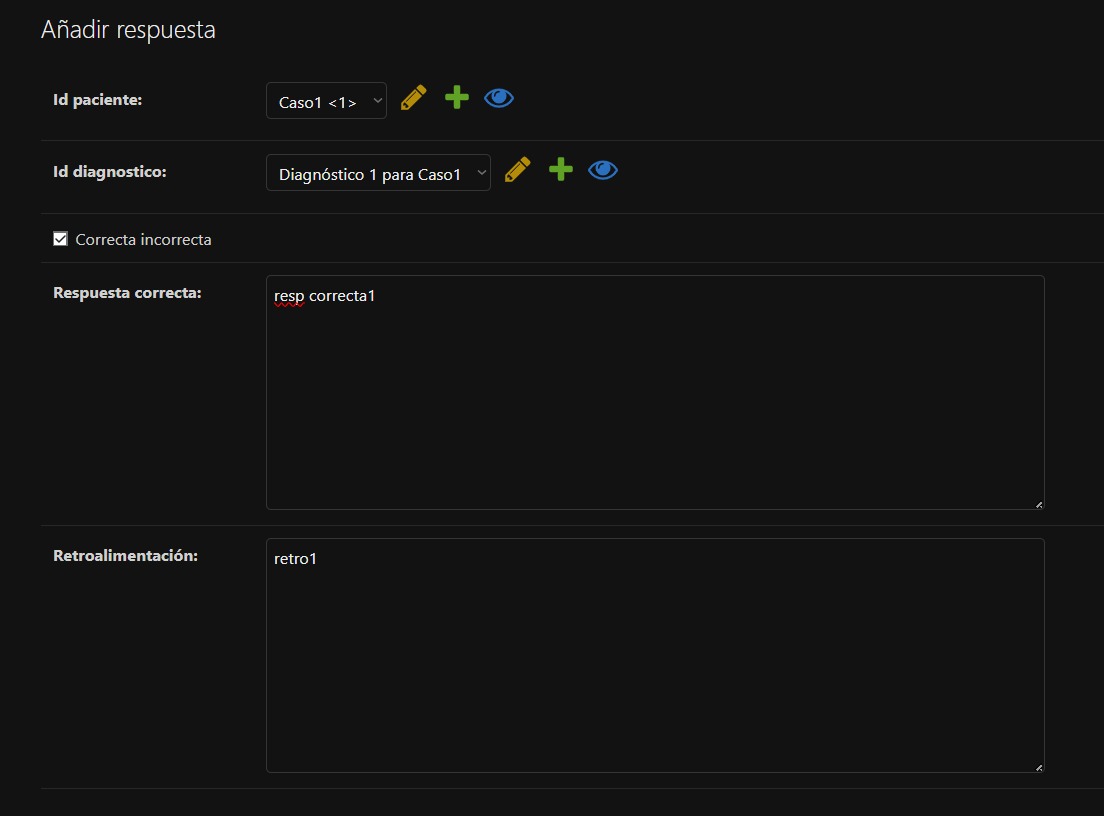 Añadir respuesta
Id paciente: Caso1 <1>
Id diagnostico: Diagnóstico 1 para Caso1
Correcta incorrecta
Respuesta correcta: resp correcta1
Retroalimentación: retro1